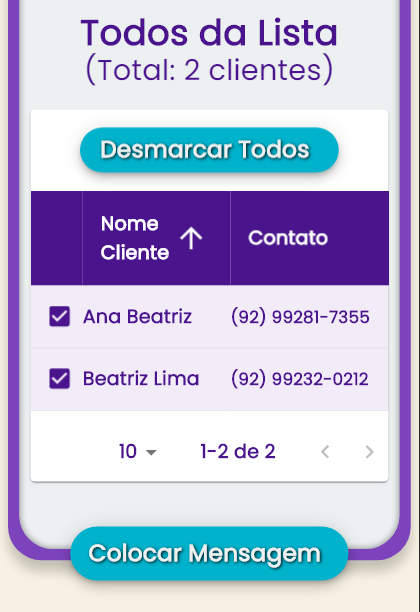 Todos da Lista
(Total: 2 clientes)
Desmarcar Todos
Nome
Cliente
Contato
Ana Beatriz (92) 99281-7355
Beatriz Lima (92) 99232-0212
10 1-2 de 2
Colocar Mensagem